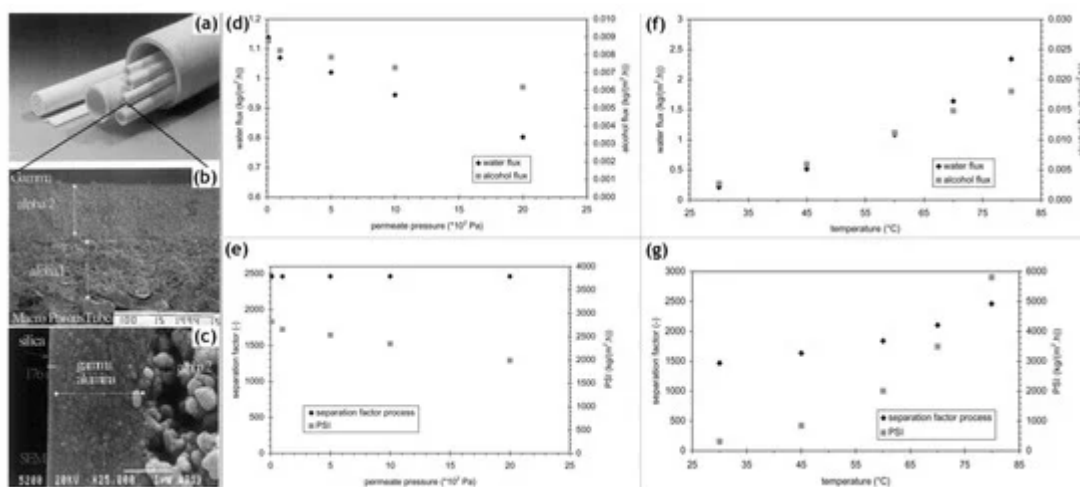 (a)
(b)
Gamma
alpha 2
alpha1
Macro Porous Tube
100 15 1994 15
(c)
silica
gamma
alumina
alpha2
176
SEM
5200 20KV X25,000 1µm
(d)
1.2
1.1
1
0.9
0.8
0.7
0.6
water flux (kg/(m².h))
0.010
0.009
0.008
0.007
0.006
0.005
0.004
0.003
0.002
0.001
0.000
alcohol flux (kg/(m².h))
water flux
alcohol flux
0 5 10 15 20 25
permeate pressure (*10² Pa)
(e)
2500
2000
1500
1000
500
0
separation factor (-)
4000
3500
3000
2500
2000
1500
1000
500
0
PSI (kg/(m².h))
separation factor process
PSI
0 5 10 15 20 25
permeate pressure (*10² Pa)
(f)
3
2.5
2
1.5
1
0.5
0
water flux (kg/(m².h))
0.030
0.025
0.020
0.015
0.010
0.005
0.000
water flux
alcohol flux
25 35 45 55 65 75 85
temperature (°C)
(g)
3000
2500
2000
1500
1000
500
0
separation factor (-)
6000
5000
4000
3000
2000
1000
0
PSI (kg/(m².h))
separation factor process
PSI
25 35 45 55 65 75 85
temperature (°C)